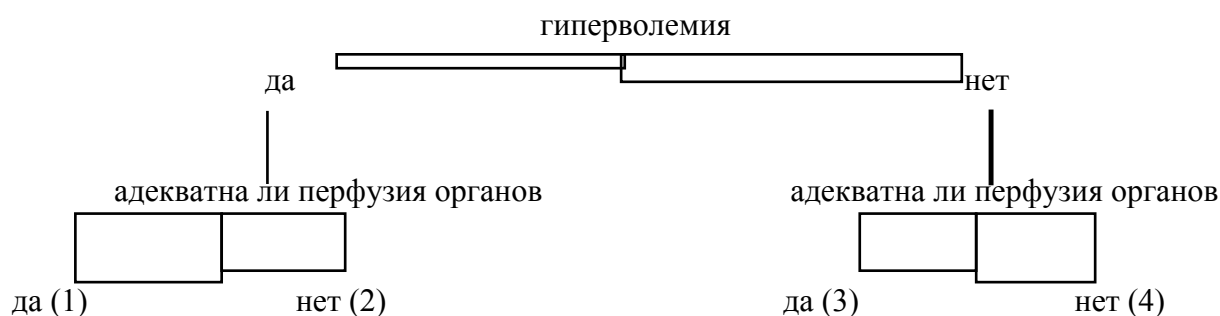 гиперволемия
да нет
адекватна ли перфузия органов адекватна ли перфузия органов
да (1) нет (2) да (3) нет (4)